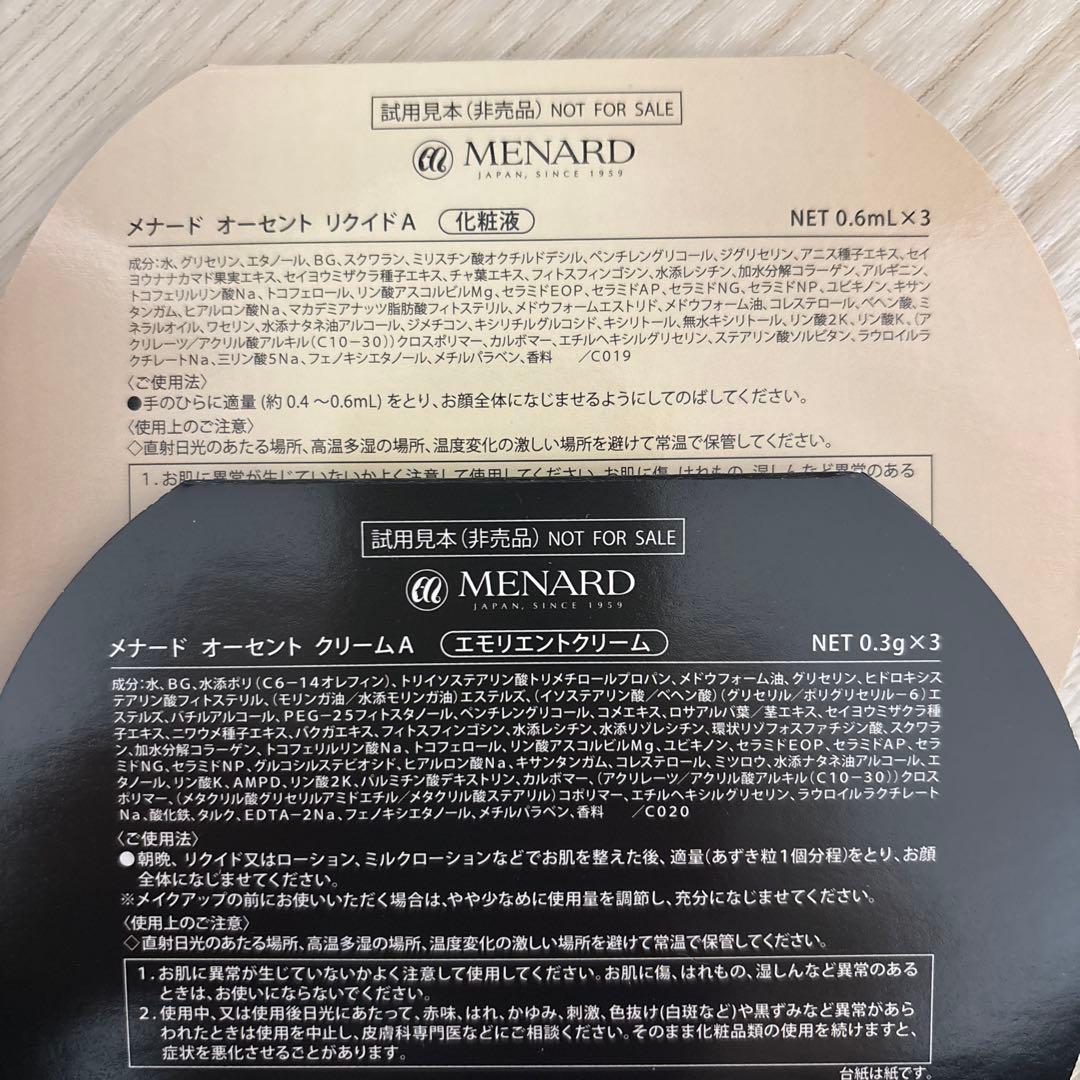 試用見本(非売品) NOT FOR SALE
MENARD
JAPAN, SINCE 1959
メナード オーセント リクイドA 化粧液 NET 0.6mL×3
成分:水、グリセリン、エタノール、BG、スクワラン、ミリスチン酸オクチルドデシル、ペンチレングリコール、ジグリセリン、アニス種子エキス、セイ
ヨウナナカマド果実エキス、セイヨウミザクラ種子エキス、チャ葉エキス、フィトスフィンゴシン、水添レシチン、加水分解コラーゲン、アルギニン、
トコフェリルリン酸Na、トコフェロール、リン酸アスコルビルMg、セラミドEOP、セラミドAP、セラミドNG、セラミドNP、ユビキノン、キサン
タンガム、ヒアルロン酸Na、マカデミアナッツ脂肪酸フィトステリル、メドウフォームエストリド、メドウフォーム油、コレステロール、ベヘン酸、ミ
ネラルオイル、ワセリン、水添ナタネ油アルコール、ジメチコン、キシリチルグルコシド、キシリトール、無水キシリトール、リン酸2K、リン酸K、(ア
クリレーツ/アクリル酸アルキル(C10-30))クロスポリマー、カルボマー、エチルヘキシルグリセリン、ステアリン酸ソルビタン、ラウロイルラ
クチレートNa、三リン酸5Na、フェノキシエタノール、メチルパラベン、香料 /C019
〈ご使用法〉
●手のひらに適量 (約 0.4 ～0.6mL) をとり、お顔全体になじませるようにしてのばしてください。
〈使用上のご注意〉
◇直射日光のあたる場所、高温多湿の場所、温度変化の激しい場所を避けて常温で保管してください。
1. お肌に異常が生じていないかよく注意して使用してください。お肌に傷、はれもの、湿しんなど異常のある
試用見本(非売品) NOT FOR SALE
MENARD
JAPAN, SINCE 1959
メナード オーセント クリームA エモリエントクリーム NET 0.3g×3
成分:水、BG、水添ポリ(C6-14オレフィン)、トリイソステアリン酸トリメチロールプロパン、メドウフォーム油、グリセリン、ヒドロキシス
テアリン酸フィトステリル、(モリンガ油/水添モリンガ油)エステルズ、(イソステアリン酸/ベヘン酸)(グリセリル/ポリグリセリル-6)エ
ステルズ、バチルアルコール、PEG-25フィトスタノール、ペンチレングリコール、コメエキス、ロサアルバ葉/茎エキス、セイヨウミザクラ種
子エキス、ニワウメ種子エキス、バクガエキス、フィトスフィンゴシン、水添レシチン、水添リゾレシチン、環状リゾフォスファチジン酸、スクワラ
ン、加水分解コラーゲン、トコフェリルリン酸Na、トコフェロール、リン酸アスコルビルMg、ユビキノン、セラミドEOP、セラミドAP、セラ
ミドNG、セラミドNP、グルコシルステビオシド、ヒアルロン酸Na、キサンタンガム、コレステロール、ミツロウ、水添ナタネ油アルコール、エ
タノール、リン酸K、AMPD、リン酸2K、パルミチン酸デキストリン、カルボマー、(アクリレーツ/アクリル酸アルキル(C10-30))クロス
ポリマー、(メタクリル酸グリセリルアミドエチル/メタクリル酸ステアリル)コポリマー、エチルヘキシルグリセリン、ラウロイルラクチレート
Na、酸化鉄、タルク、EDTA-2Na、フェノキシエタノール、メチルパラベン、香料 /C020
〈ご使用法〉
●朝晩、リクイド又はローション、ミルクローションなどでお肌を整えた後、適量(あずき粒1個分程)をとり、お顔
全体になじませてください。
※メイクアップの前にお使いいただく場合は、やや少なめに使用量を調節し、充分になじませてください。
〈使用上のご注意〉
◇直射日光のあたる場所、高温多湿の場所、温度変化の激しい場所を避けて常温で保管してください。
1. お肌に異常が生じていないかよく注意して使用してください。お肌に傷、はれもの、湿しんなど異常のある
ときは、お使いにならないでください。
2. 使用中、又は使用後日光にあたって、赤味、はれ、かゆみ、刺激、色抜け(白斑など)や黒ずみなど異常があら
われたときは使用を中止し、皮膚科専門医などにご相談ください。そのまま化粧品類の使用を続けますと、
症状を悪化させることがあります。
台紙は紙です。